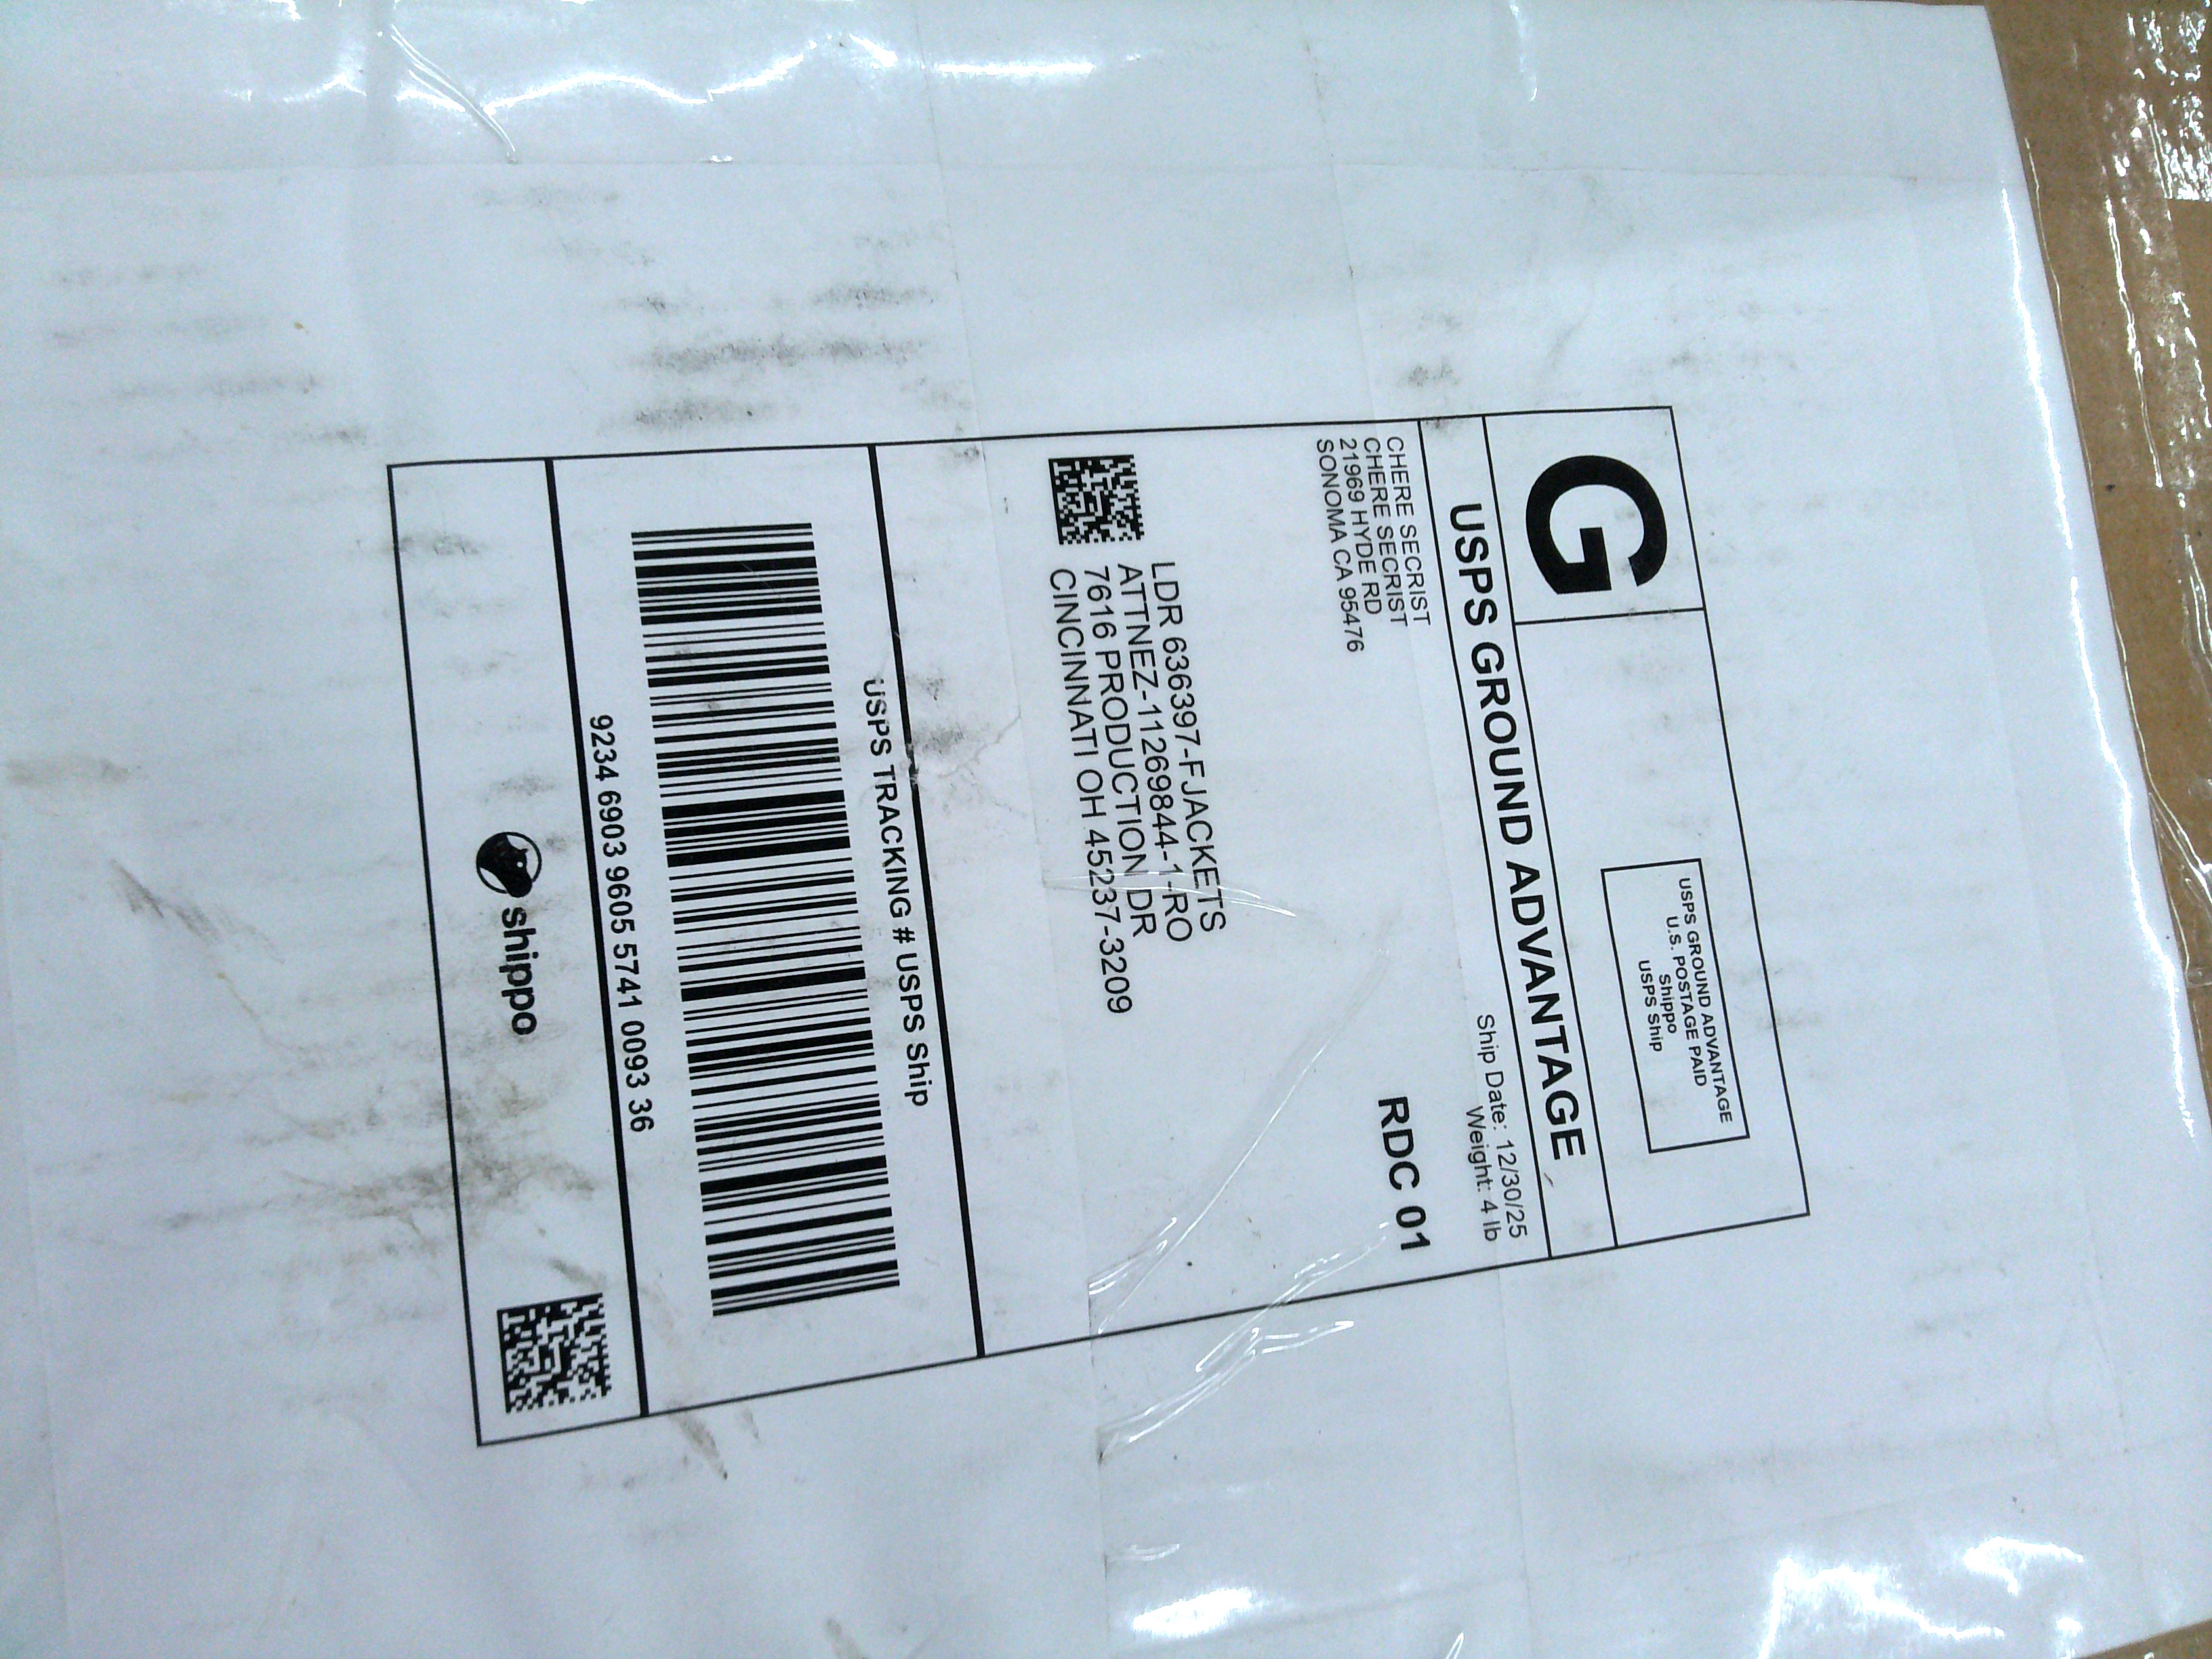 G
USPS GROUND ADVANTAGE
U.S. POSTAGE PAID
Shippo
USPS Ship
USPS GROUND ADVANTAGE
CHERE SECRIST
CHERE SECRIST
21969 HYDE RD
SONOMA CA 95476
Ship Date: 12/30/25
Weight: 4 lb
RDC 01
LDR 636397-FJACKETS
ATTNEZ-11269844-1-RO
7616 PRODUCTION DR
CINCINNATI OH 45237-3209
USPS TRACKING # USPS Ship
9234 6903 9605 5741 0093 36
shippo